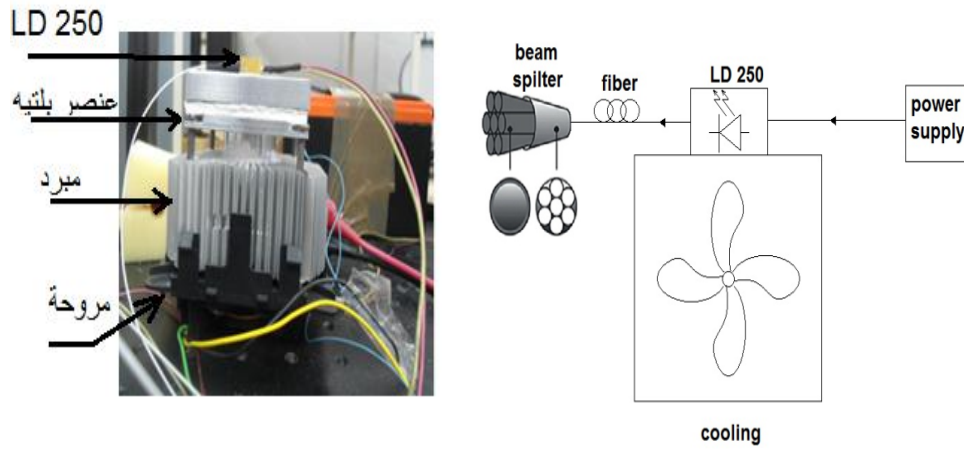 LD 250
عنصر بلتيه
مبرد
مروحة
beam
spilter
fiber
LD 250
power
supply
cooling